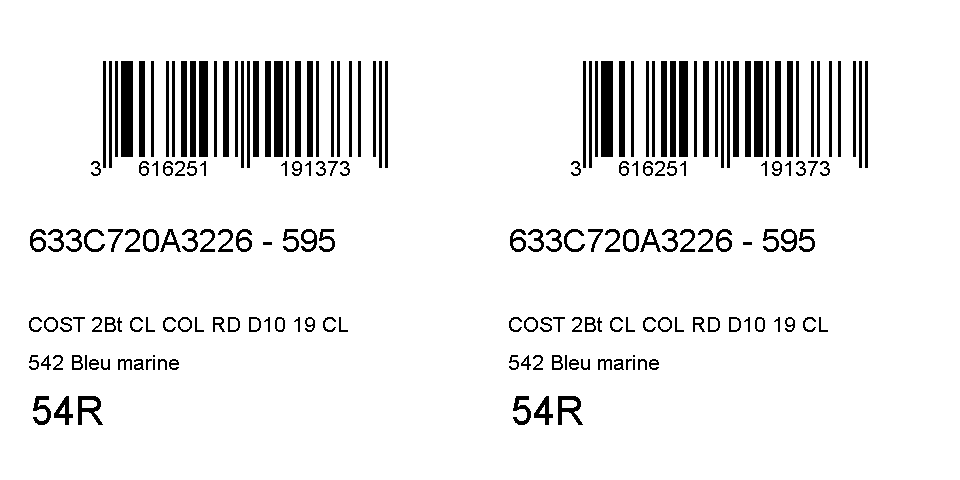 3 616251 191373
633C720A3226 - 595
COST 2Bt CL COL RD D10 19 CL
542 Bleu marine
54R
3 616251 191373
633C720A3226 - 595
COST 2Bt CL COL RD D10 19 CL
542 Bleu marine
54R